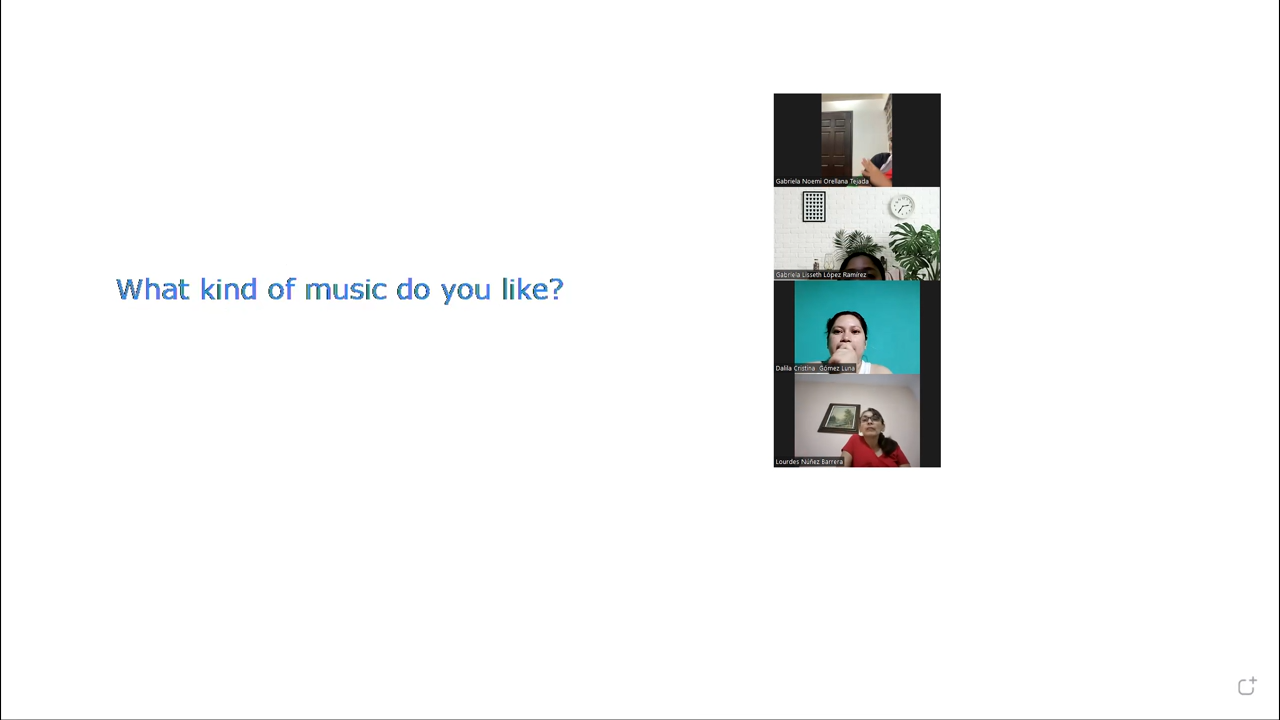 What kind of music do you like?
Gabriela Noemi Orellana Tejada
Gabriela Lisseth López Ramírez
Dalila Cristina Gómez Luna
Lourdes Núñez Barrera